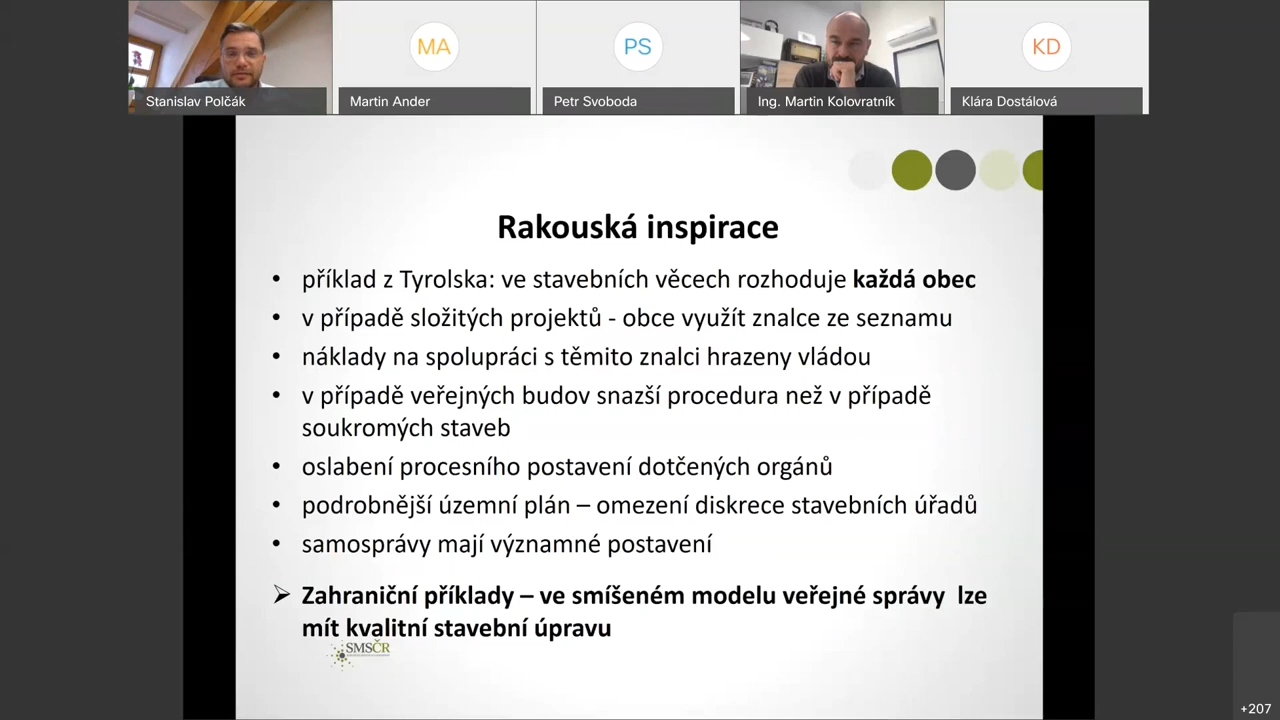 MA
PS
KD
Stanislav Polčák
Martin Ander
Petr Svoboda
Ing. Martin Kolovratník
Klára Dostálová
Rakouská inspirace
• příklad z Tyrolska: ve stavebních věcech rozhoduje každá obec
• v případě složitých projektů - obce využít znalce ze seznamu
• náklady na spolupráci s těmito znalci hrazeny vládou
• v případě veřejných budov snazší procedura než v případě
soukromých staveb
• oslabení procesního postavení dotčených orgánů
• podrobnější územní plán – omezení diskrece stavebních úřadů
• samosprávy mají významné postavení
➢ Zahraniční příklady – ve smíšeném modelu veřejné správy lze
mít kvalitní stavební úpravu
SMSČR
+207